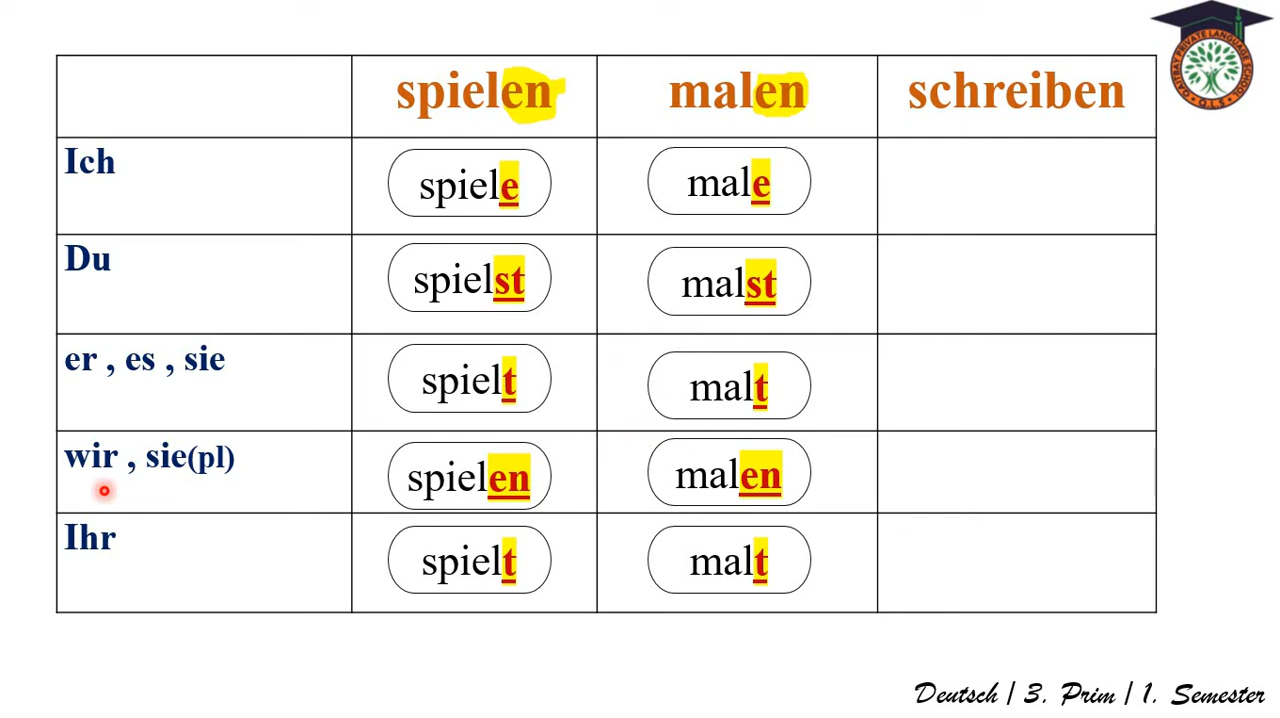 spielen malen schreiben
Ich spiele male
Du spielst malst
er , es , sie spielt malt
wir , sie(pl) spielen malen
Ihr spielt malt
Deutsch | 3. Prim | 1. Semester